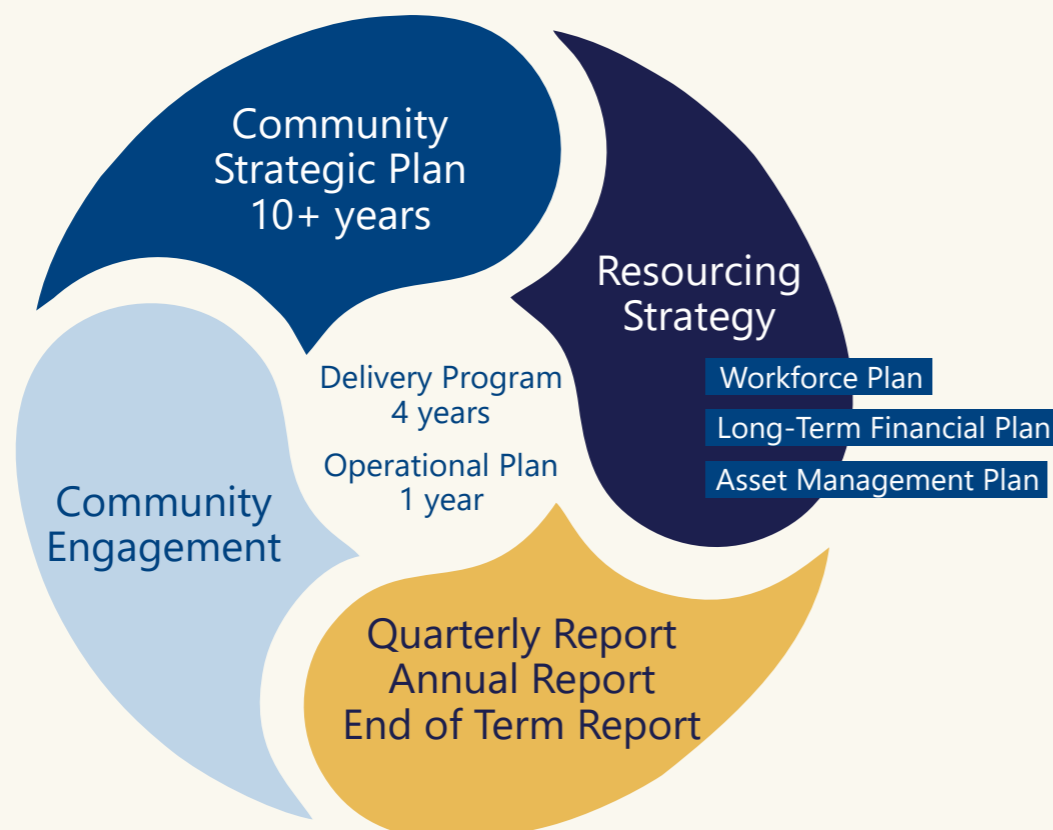 Community
Strategic Plan
10+ years
Resourcing
Strategy
Workforce Plan
Long-Term Financial Plan
Asset Management Plan
Delivery Program
4 years
Operational Plan
1 year
Community
Engagement
Quarterly Report
Annual Report
End of Term Report